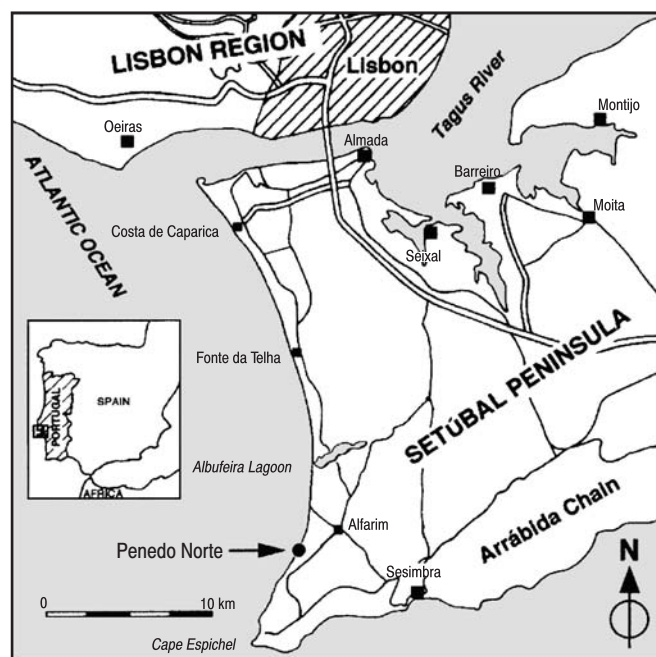 LISBON REGION
Lisbon
Tagus River
Montijo
Oeiras
Almada
Barreiro
Moita
ATLANTIC OCEAN
Costa de Caparica
Seixal
Fonte da Telha
SETÚBAL PENINSULA
SPAIN
PORTUGAL
AFRICA
Albufeira Lagoon
Alfarim
Penedo Norte
Arrábida Chain
Sesimbra
N
0 10 km
Cape Espichel